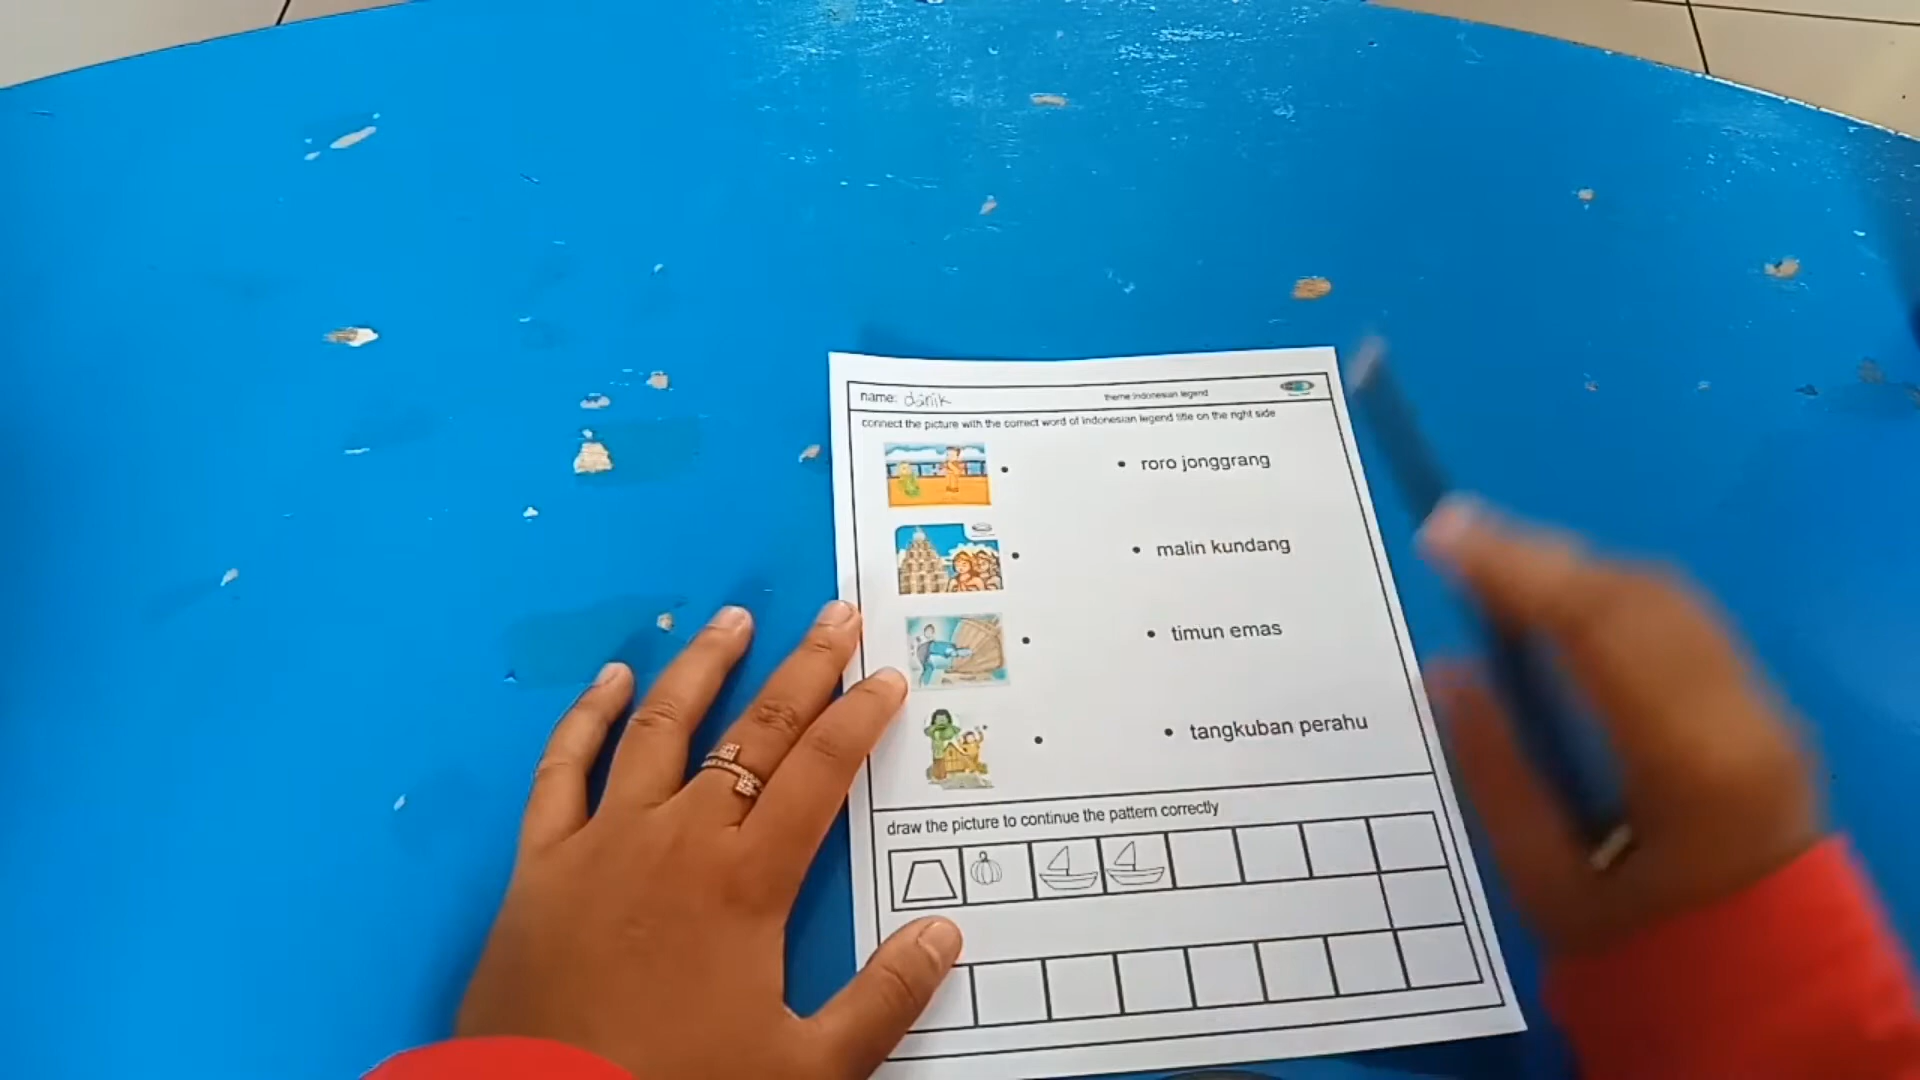 name: danik
theme:indonesian legend
connect the picture with the correct word of indonesian legend title on the right side
• roro jonggrang
• malin kundang
• timun emas
• tangkuban perahu
draw the picture to continue the pattern correctly